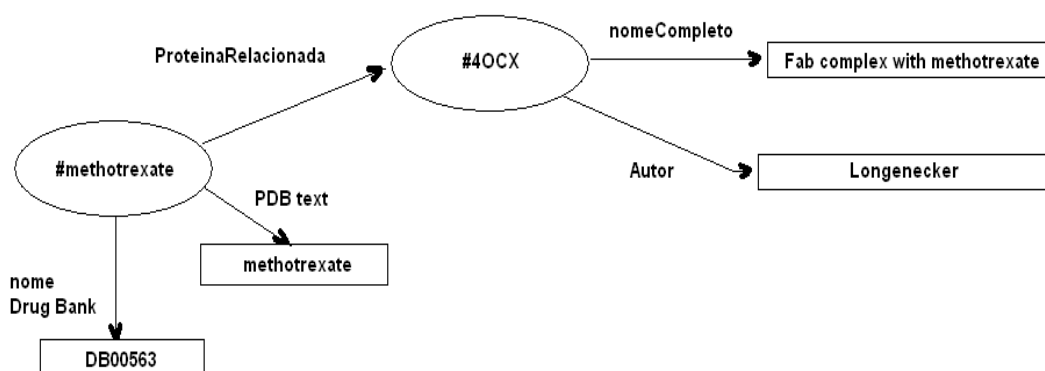 nomeCompleto
ProteinaRelacionada
#4OCX
Fab complex with methotrexate
#methotrexate
Autor
Longenecker
PDB text
methotrexate
nome
Drug Bank
DB00563